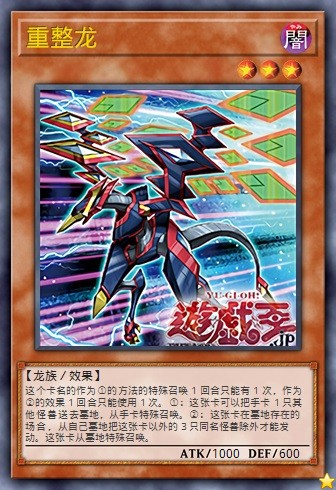 重整龙
闇
YU-GI-OH!
遊戯王
JP
【龙族/效果】
这个卡名的作为①的方法的特殊召唤1回合只能有1次,作为
②的效果1回合只能使用1次。①:这张卡可以把手卡1只其
他怪兽送去墓地,从手卡特殊召唤。②:这张卡在墓地存在的
场合,从自己墓地把这张卡以外的3只同名怪兽除外才能发
动。这张卡从墓地特殊召唤。
ATK/1000 DEF/600